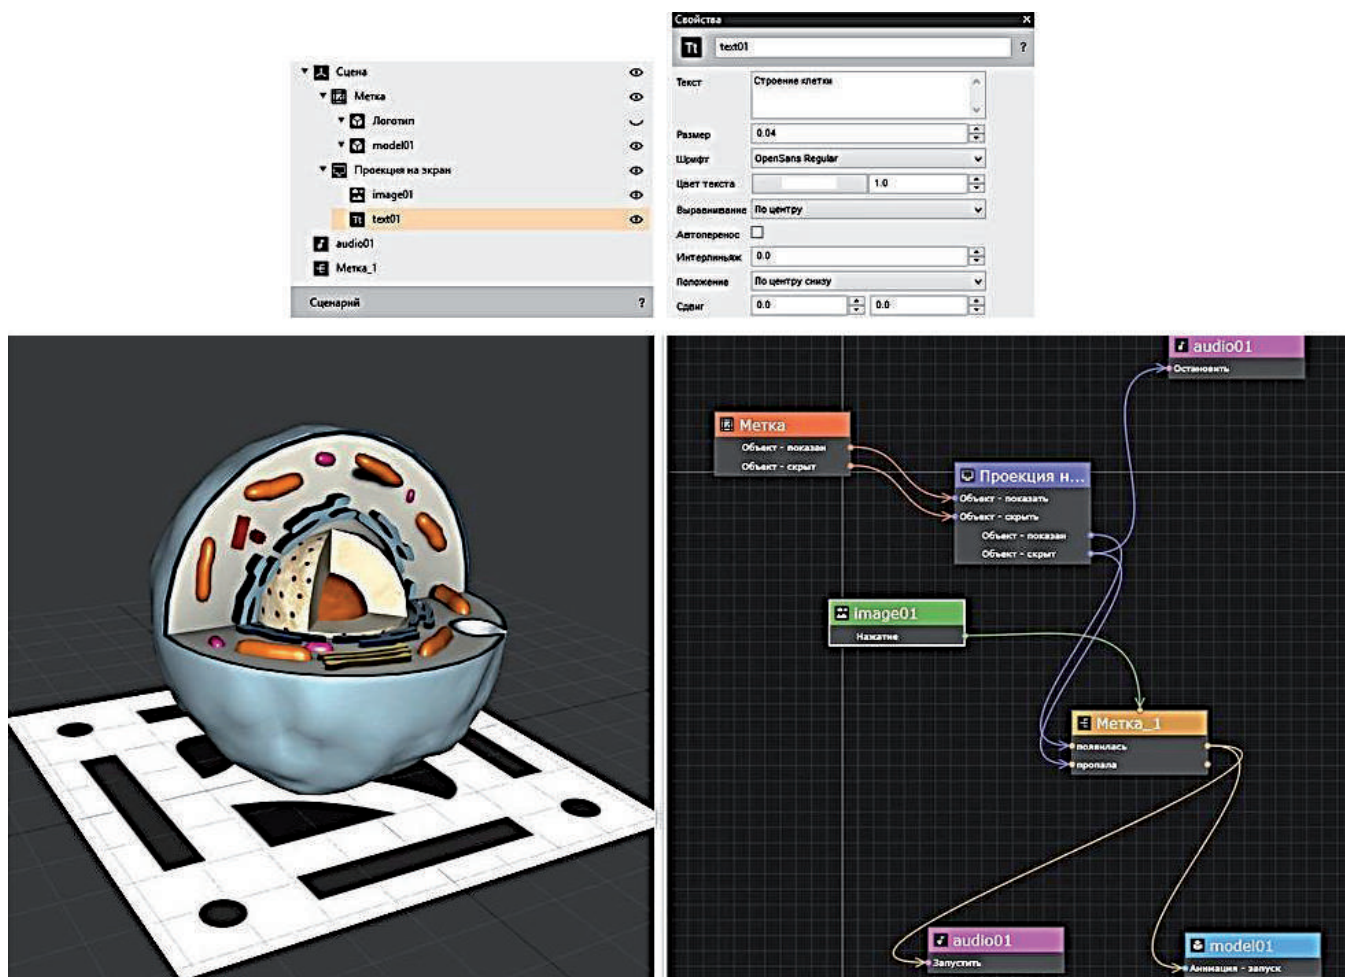 Сцена
Метка
Логотип
model01
Проекция на экран
image01
text01
audio01
Метка_1
Сценарий ?
Свойства ×
Tt text01 ?
Текст Строение клетки
Размер 0.04
Шрифт OpenSans Regular
Цвет текста 1.0
Выравнивание По центру
Автоперенос
Интерлиньяж 0.0
Положение По центру снизу
Сдвиг 0.0 0.0
audio01
Остановить
Метка
Объект - показан
Объект - скрыт
Проекция н...
Объект - показать
Объект - скрыть
Объект - показан
Объект - скрыт
image01
Нажатие
Метка_1
появилась
пропала
audio01
Запустить
model01
Анимация - запуск